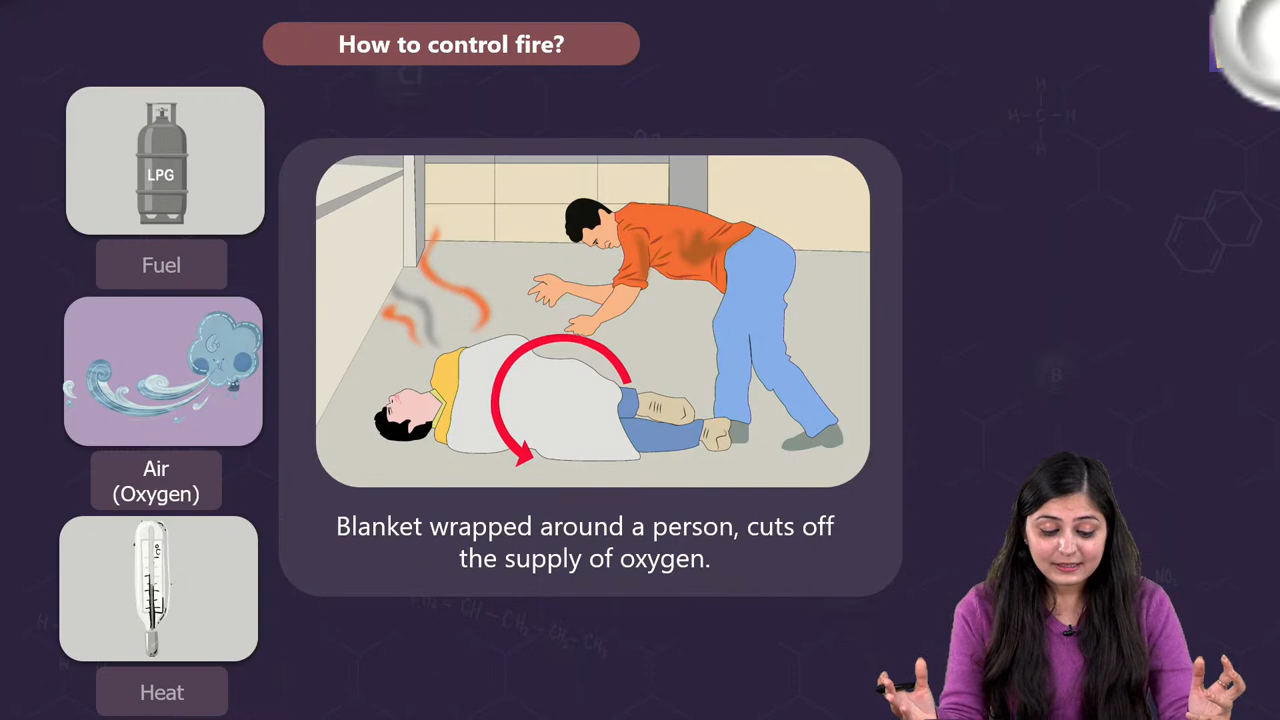 How to control fire?
LPG
Fuel
Air
(Oxygen)
Heat
Blanket wrapped around a person, cuts off
the supply of oxygen.
H
H-C-H
H
B